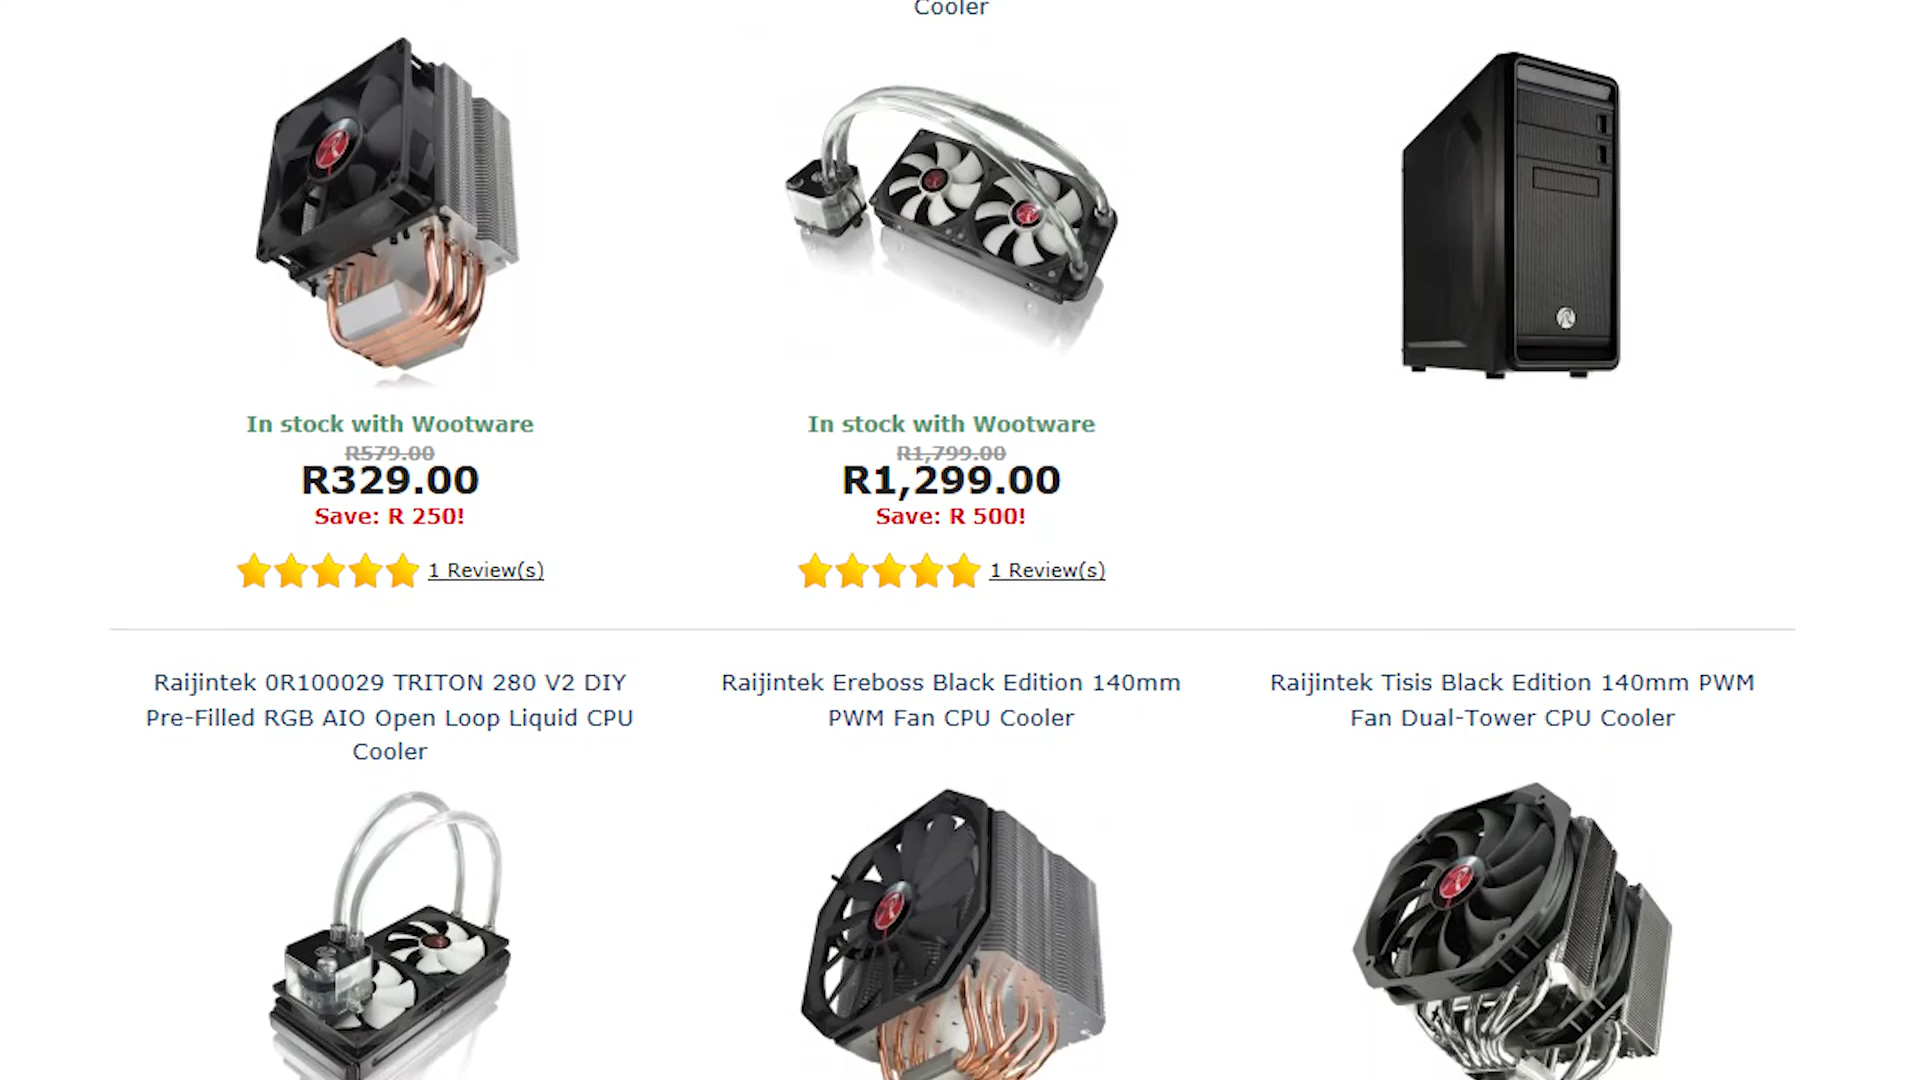 Cooler
In stock with Wootware
R579.00
R329.00
Save: R 250!
1 Review(s)
In stock with Wootware
R1,799.00
R1,299.00
Save: R 500!
1 Review(s)
Raijintek 0R100029 TRITON 280 V2 DIY
Pre-Filled RGB AIO Open Loop Liquid CPU
Cooler
Raijintek Ereboss Black Edition 140mm
PWM Fan CPU Cooler
Raijintek Tisis Black Edition 140mm PWM
Fan Dual-Tower CPU Cooler